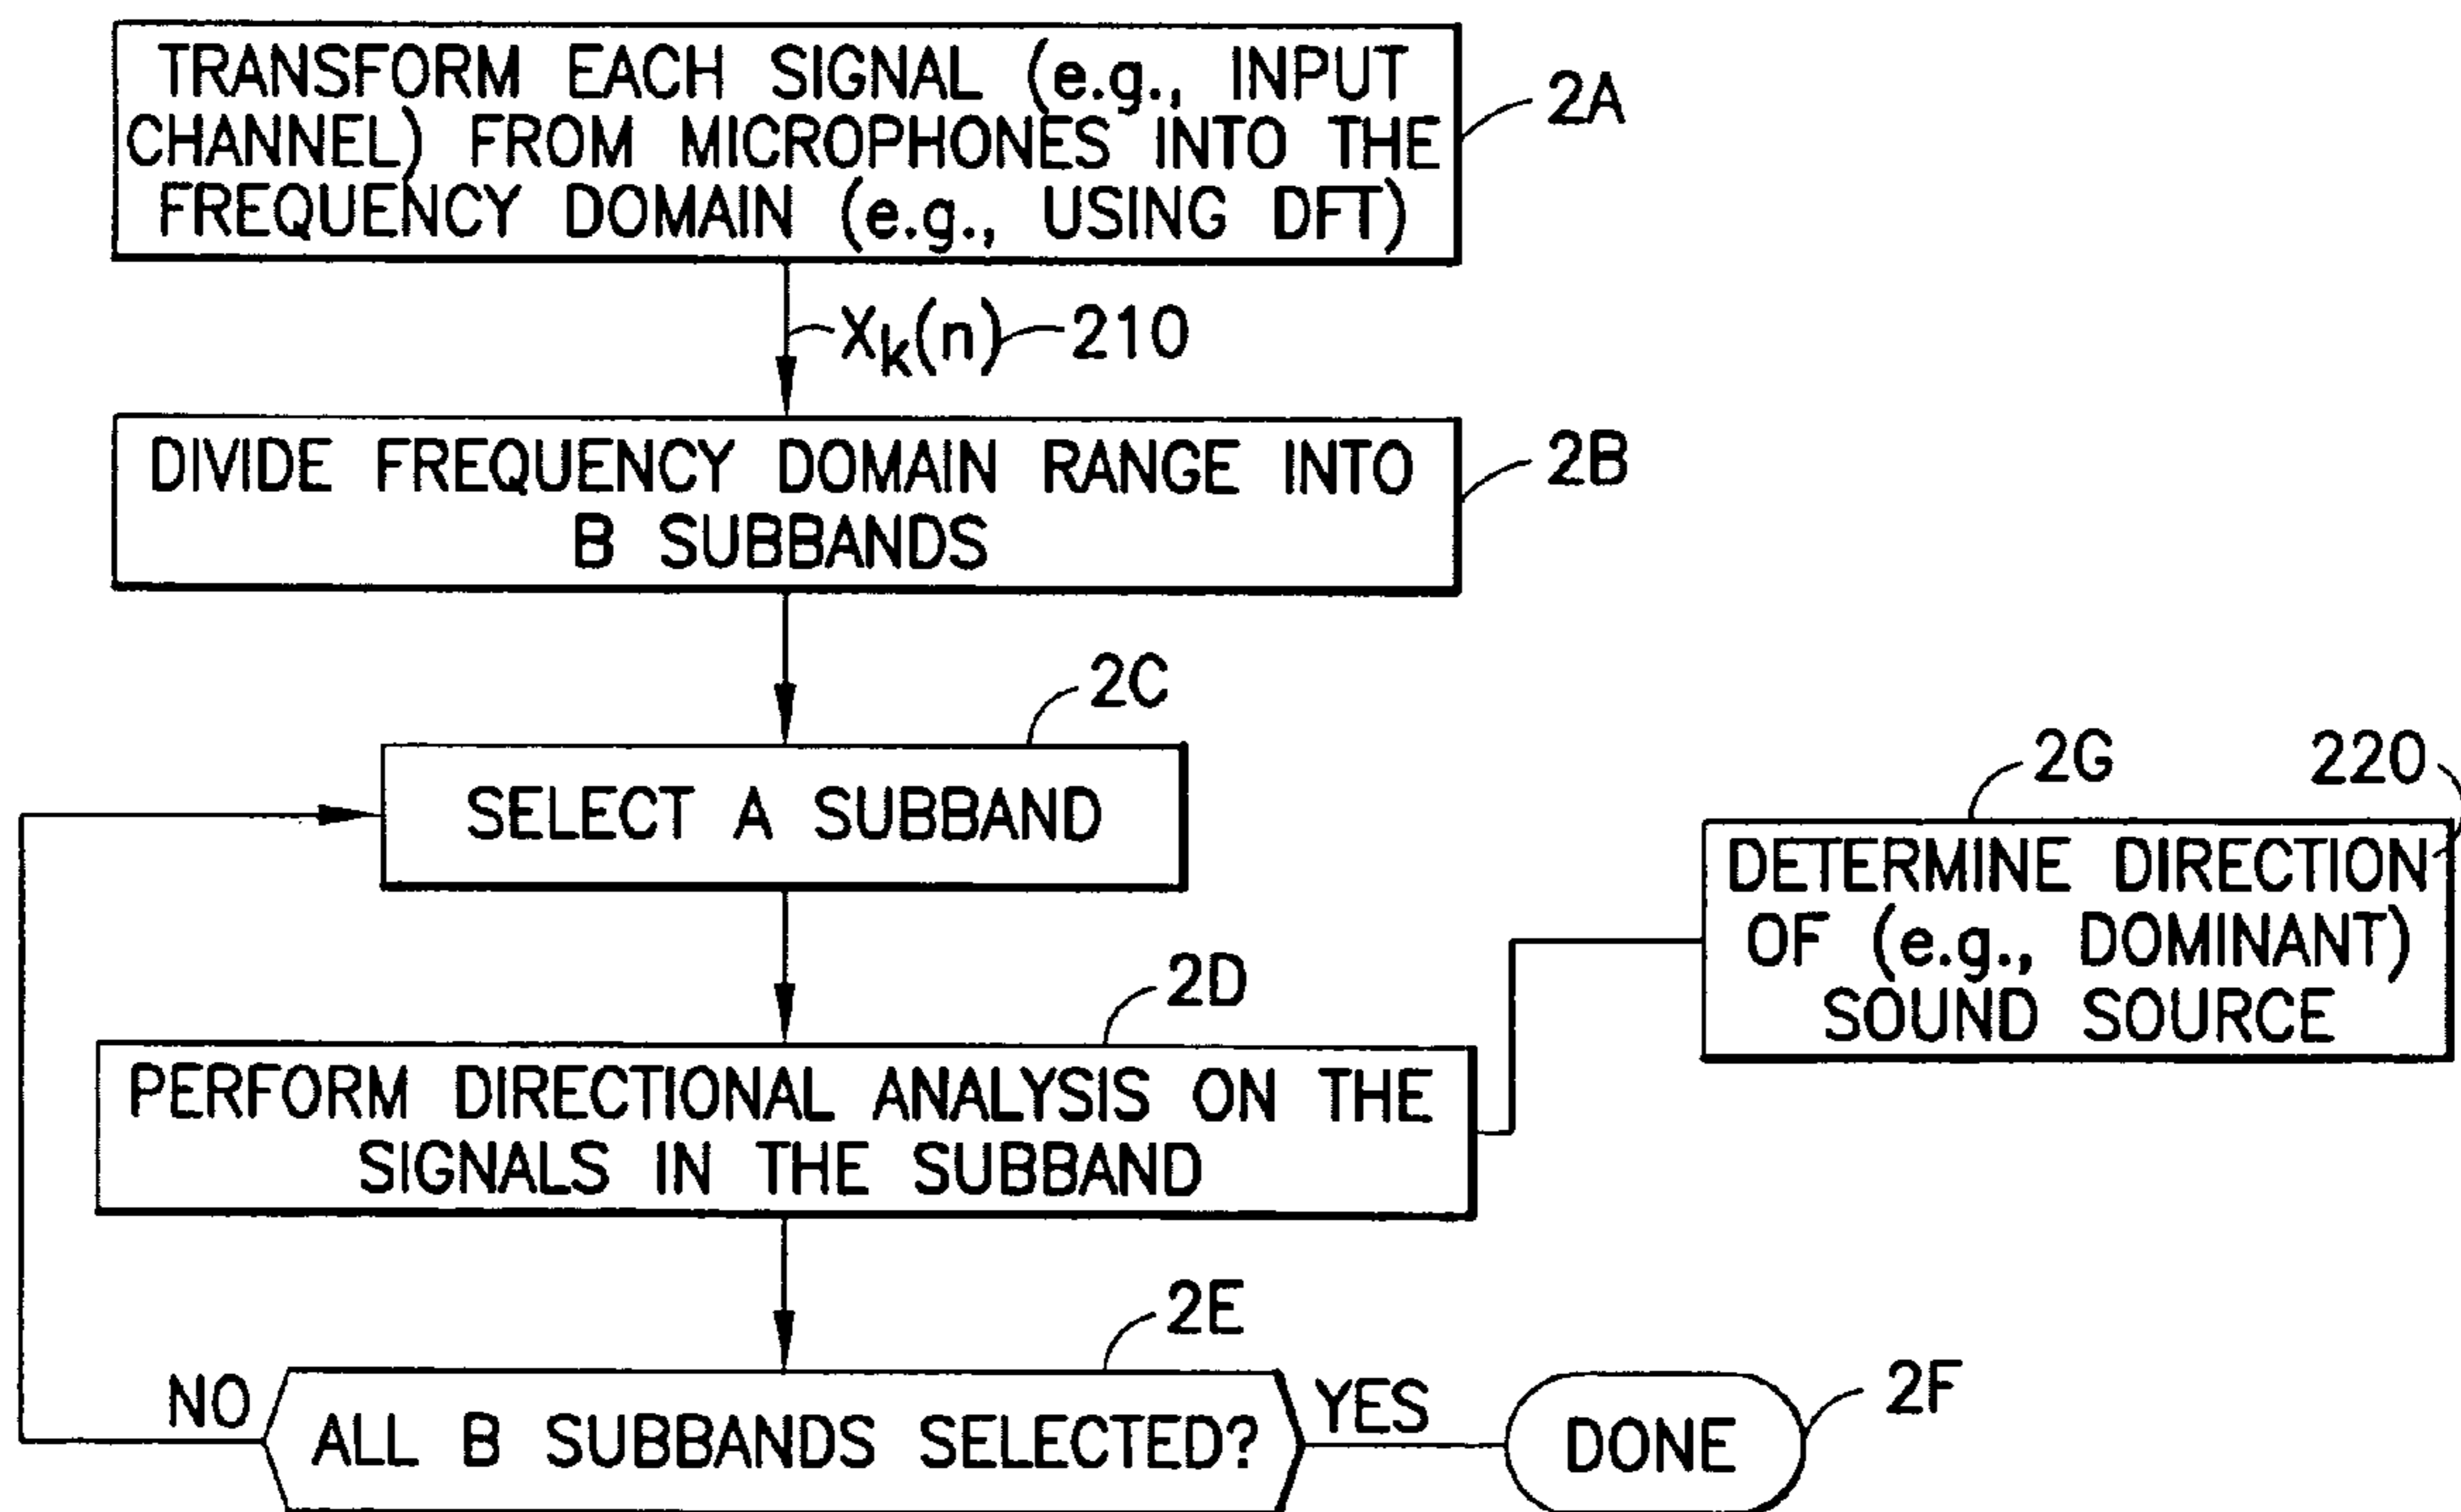 TRANSFORM EACH SIGNAL (e.g., INPUT
CHANNEL) FROM MICROPHONES INTO THE
FREQUENCY DOMAIN (e.g., USING DFT)
2A
Xk(n) 210
DIVIDE FREQUENCY DOMAIN RANGE INTO
B SUBBANDS
2B
2C
SELECT A SUBBAND
2G
220
DETERMINE DIRECTION
OF (e.g., DOMINANT)
SOUND SOURCE
2D
PERFORM DIRECTIONAL ANALYSIS ON THE
SIGNALS IN THE SUBBAND
2E
NO
ALL B SUBBANDS SELECTED?
YES
DONE
2F